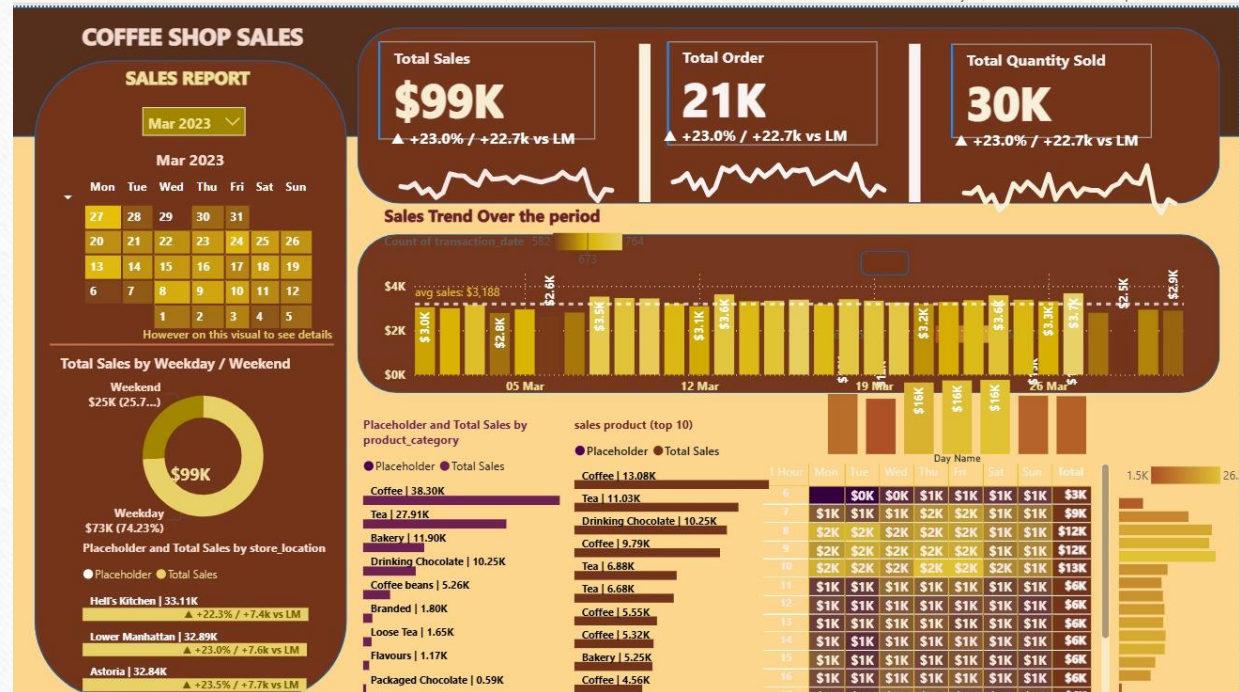 COFFEE SHOP SALES
SALES REPORT
Mar 2023
Mar 2023
Mon Tue Wed Thu Fri Sat Sun
27 28 29 30 31
20 21 22 23 24 25 26
13 14 15 16 17 18 19
6 7 8 9 10 11 12
1 2 3 4 5
However on this visual to see details
Total Sales by Weekday / Weekend
Weekend
$25K (25.7...)
$99K
Weekday
$73K (74.23%)
Placeholder and Total Sales by store_location
Placeholder Total Sales
Hell's Kitchen | 33.11K
▲ +22.3% / +7.4k vs LM
Lower Manhattan | 32.89K
▲ +23.0% / +7.6k vs LM
Astoria | 32.84K
▲ +23.5% / +7.7k vs LM
Total Sales
$99K
▲ +23.0% / +22.7k vs LM
Total Order
21K
▲ +23.0% / +22.7k vs LM
Total Quantity Sold
30K
▲ +23.0% / +22.7k vs LM
Sales Trend Over the period
Count of transaction_date 582 764
673
$4K
$2K
$0K
avg sales: $3,188
$3.0K $2.8K $2.6K $3.5K $3.1K $3.6K $3.2K $3.6K $3.3K $3.7K $2.5K $2.9K
05 Mar 12 Mar 19 Mar 26 Mar
$16K $16K $16K
Day Name
Placeholder and Total Sales by
product_category
Placeholder Total Sales
Coffee | 38.30K
Tea | 27.91K
Bakery | 11.90K
Drinking Chocolate | 10.25K
Coffee beans | 5.26K
Branded | 1.80K
Loose Tea | 1.65K
Flavours | 1.17K
Packaged Chocolate | 0.59K
sales product (top 10)
Placeholder Total Sales
Coffee | 13.08K
Tea | 11.03K
Drinking Chocolate | 10.25K
Coffee | 9.79K
Tea | 6.88K
Tea | 6.68K
Coffee | 5.55K
Coffee | 5.32K
Bakery | 5.25K
Coffee | 4.56K
Hour Mon Tue Wed Thu Fri Sat Sun Total
6 $0K $0K $1K $1K $1K $1K $3K
7 $1K $1K $1K $2K $2K $1K $1K $9K
8 $2K $2K $2K $2K $2K $1K $1K $12K
9 $2K $2K $2K $2K $2K $1K $1K $12K
10 $2K $2K $2K $2K $2K $2K $1K $13K
11 $1K $1K $1K $1K $1K $1K $1K $6K
12 $1K $1K $1K $1K $1K $1K $1K $6K
13 $1K $1K $1K $1K $1K $1K $1K $6K
14 $1K $1K $1K $1K $1K $1K $1K $6K
15 $1K $1K $1K $1K $1K $1K $1K $6K
16 $1K $1K $1K $1K $1K $1K $1K $6K
1.5K